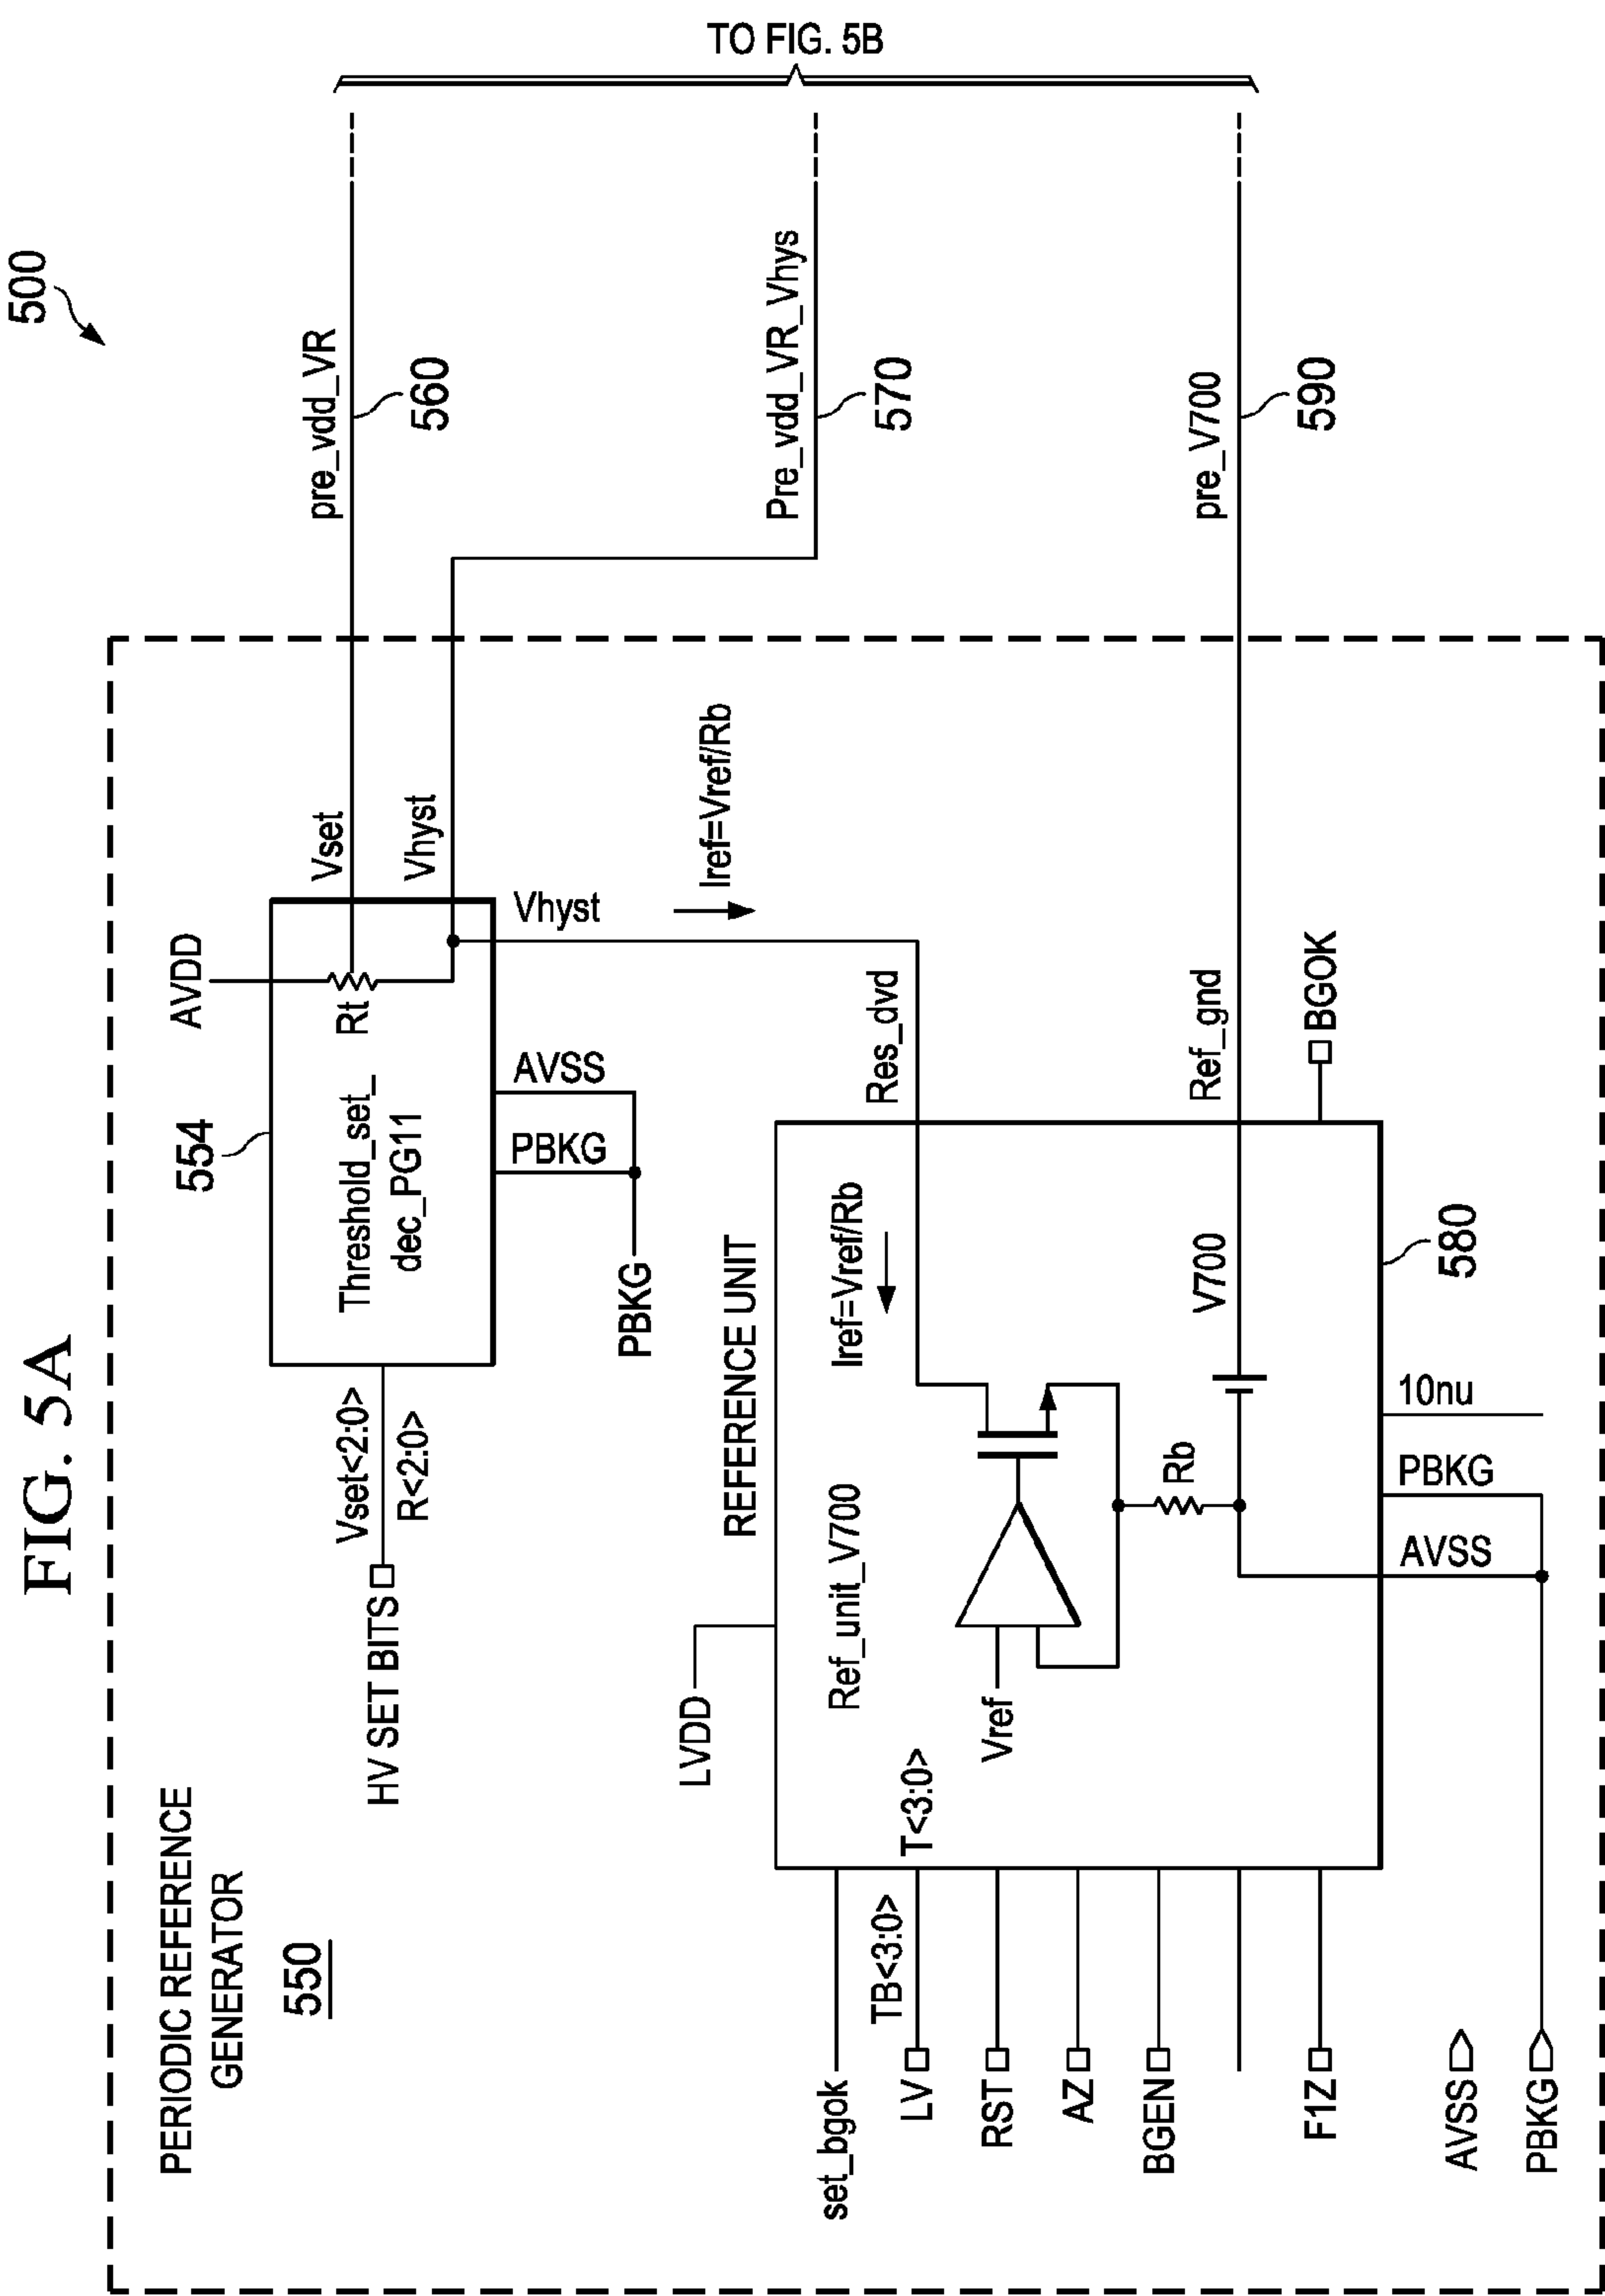 FIG. 5A
500
TO FIG. 5B
PERIODIC REFERENCE
GENERATOR
550
HV SET BITS
Vset<2:0>
R<2:0>
554
AVDD
Rt
Threshold_set_
dec_PG11
Vset
Vhyst
Vhyst
AVSS
PBKG
PBKG
pre_vdd_VR
560
Pre_vdd_VR_Vhys
570
Iref=Vref/Rb
LVDD
REFERENCE UNIT
Ref_unit_V700
Iref=Vref/Rb
Res_dvd
Vref
Rb
V700
Ref_gnd
pre_V700
590
BGOK
580
set_bgok
LV
TB<3:0>
T<3:0>
RST
AZ
BGEN
F1Z
AVSS
PBKG
10nu
AVSS
PBKG